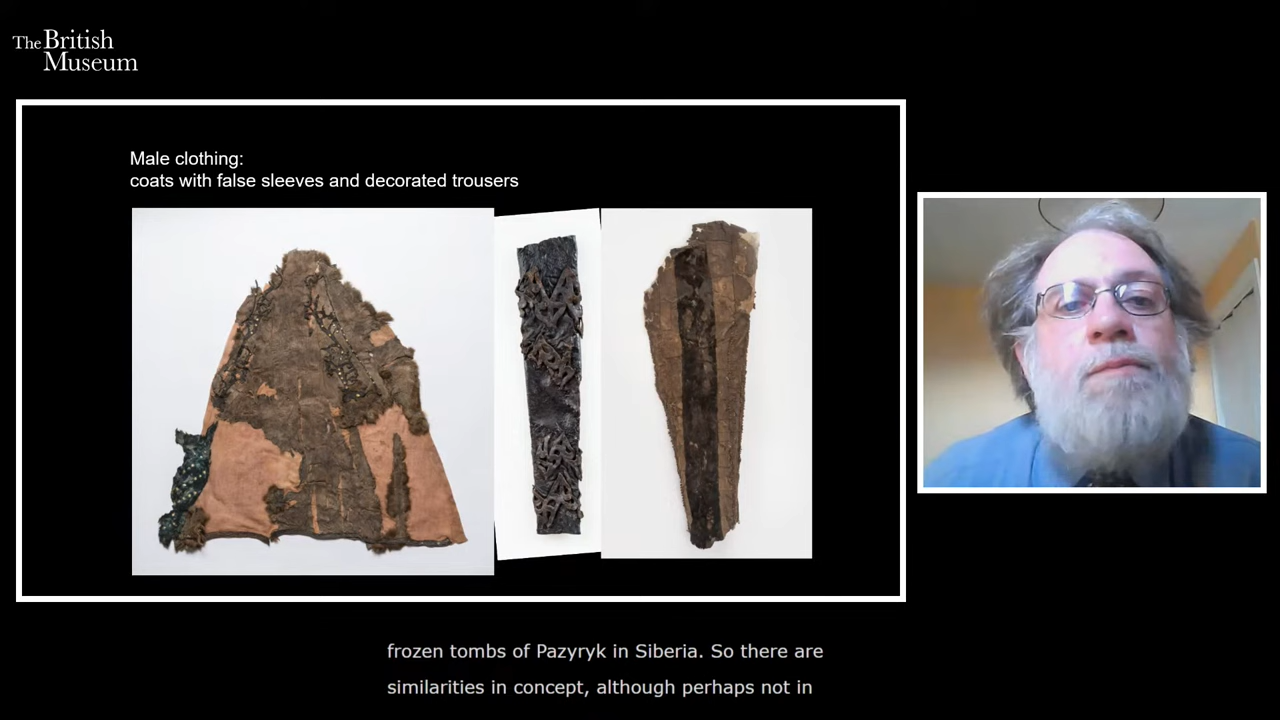 The British
Museum
Male clothing:
coats with false sleeves and decorated trousers
frozen tombs of Pazyryk in Siberia. So there are
similarities in concept, although perhaps not in